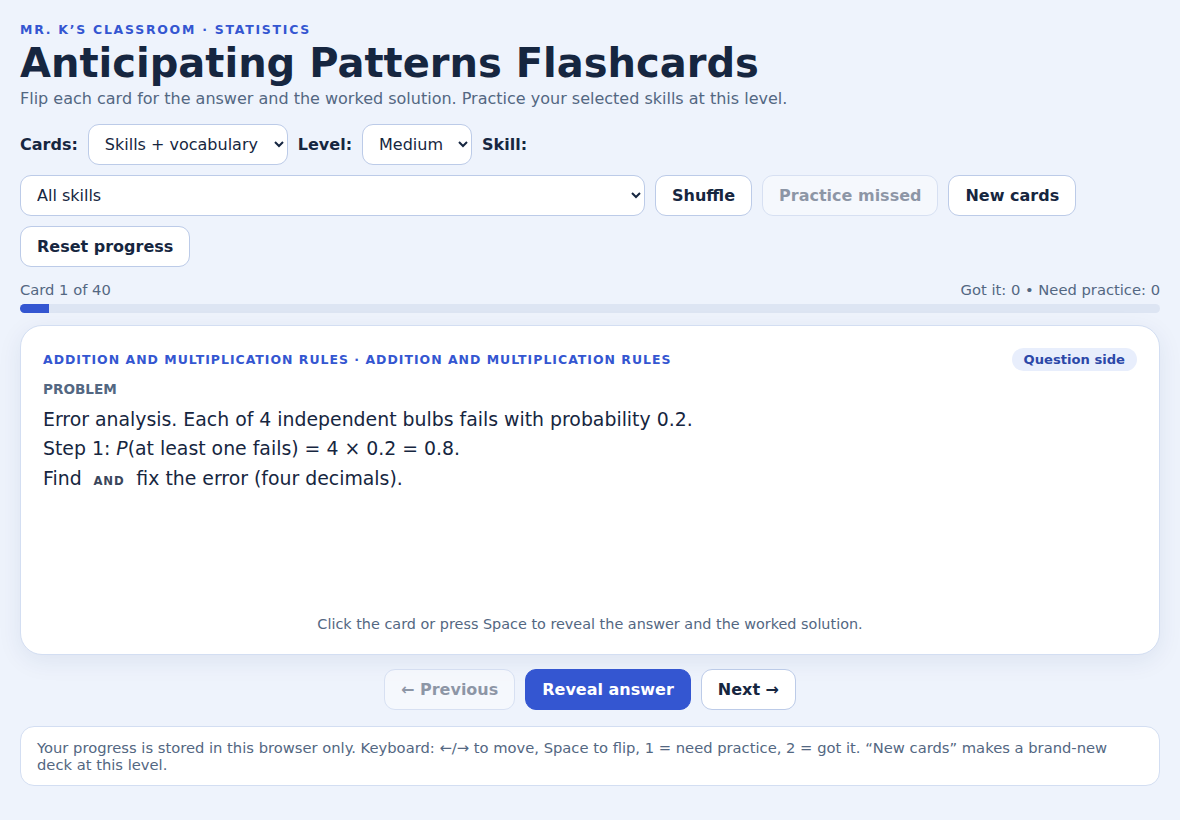 MR. K’S CLASSROOM · STATISTICS
Anticipating Patterns Flashcards
Flip each card for the answer and the worked solution. Practice your selected skills at this level.
Cards: Skills + vocabulary Level: Medium Skill:
All skills Shuffle Practice missed New cards
Reset progress
Card 1 of 40 Got it: 0 • Need practice: 0
ADDITION AND MULTIPLICATION RULES · ADDITION AND MULTIPLICATION RULES Question side
PROBLEM
Error analysis. Each of 4 independent bulbs fails with probability 0.2.
Step 1: P(at least one fails) = 4 × 0.2 = 0.8.
Find AND fix the error (four decimals).
Click the card or press Space to reveal the answer and the worked solution.
← Previous Reveal answer Next →
Your progress is stored in this browser only. Keyboard: ←/→ to move, Space to flip, 1 = need practice, 2 = got it. “New cards” makes a brand-new
deck at this level.